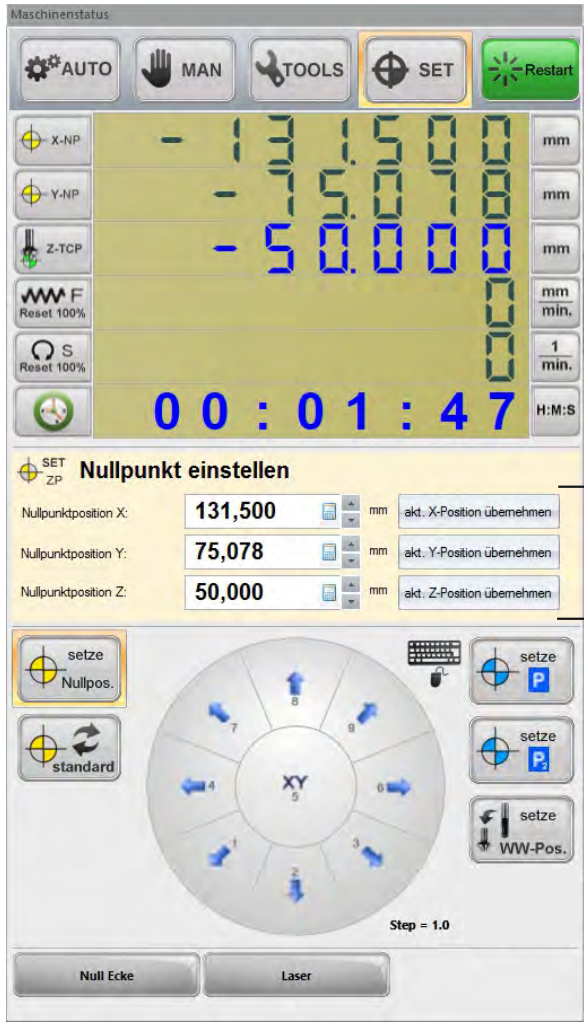 Maschinenstatus
AUTO MAN TOOLS SET Restart
X-NP - 131.500 mm
Y-NP - 75.078 mm
Z-TCP - 50.000 mm
F Reset 100% 0 mm min.
S Reset 100% 0 1 min.
00:01:47 H:M:S
SET ZP Nullpunkt einstellen
Nullpunktposition X: 131,500 mm akt. X-Position übernehmen
Nullpunktposition Y: 75,078 mm akt. Y-Position übernehmen
Nullpunktposition Z: 50,000 mm akt. Z-Position übernehmen
setze Nullpos.
standard
8
7 9
4 XY 5 6
1 3
2
setze P
setze P2
setze WW-Pos.
Step = 1.0
Null Ecke Laser